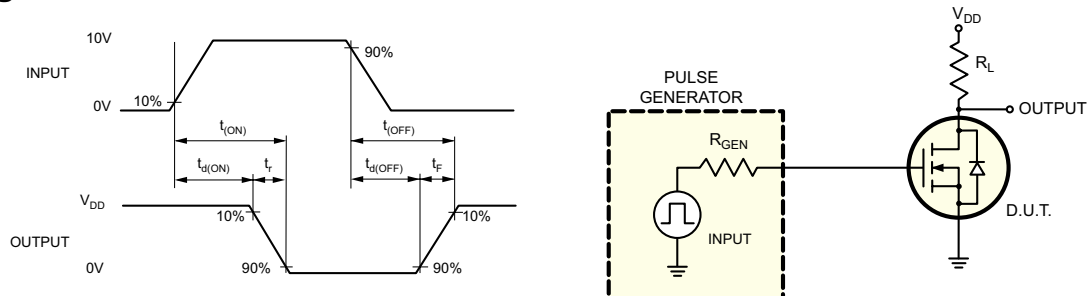 10V
INPUT
0V
10%
90%
t(ON)
t(OFF)
td(ON)
tr
td(OFF)
tF
VDD
OUTPUT
0V
10%
90%
90%
10%
PULSE
GENERATOR
RGEN
INPUT
VDD
RL
OUTPUT
D.U.T.